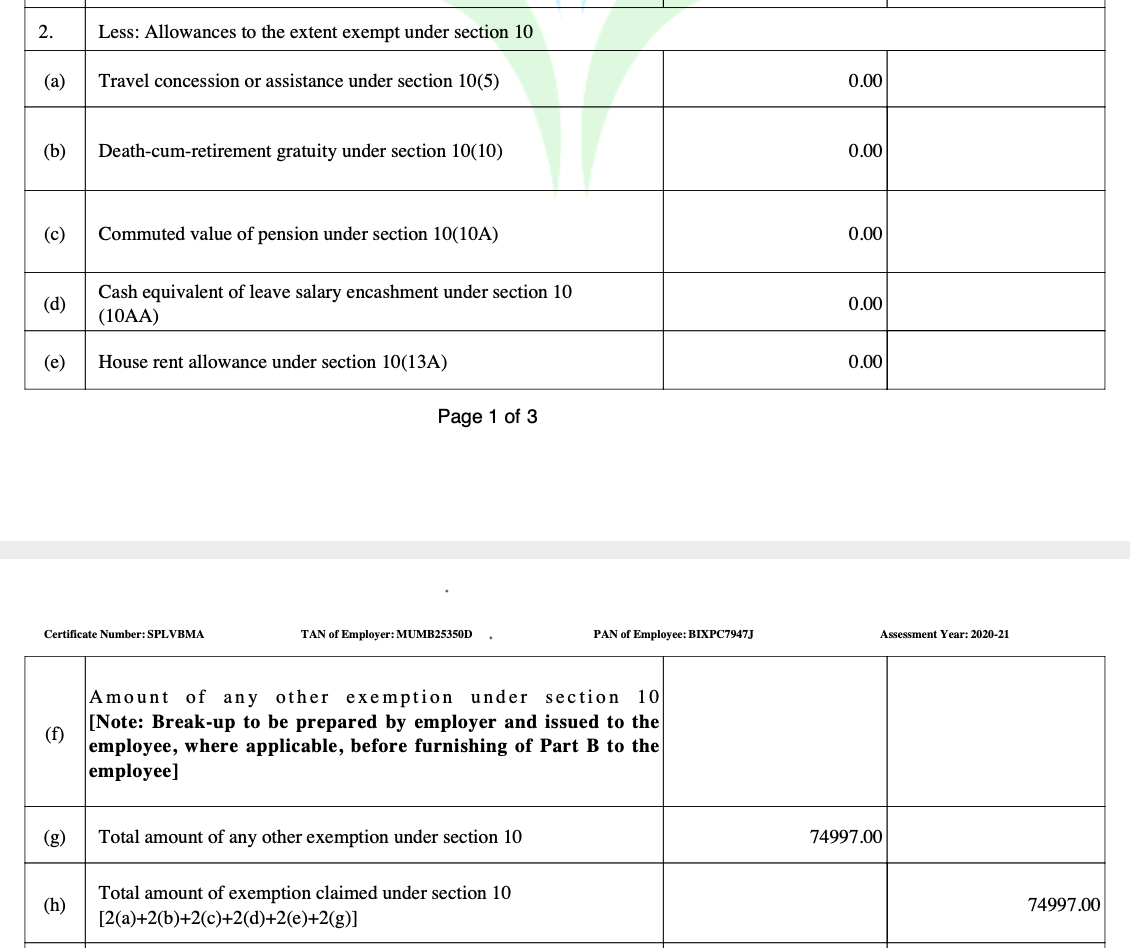 2. Less: Allowances to the extent exempt under section 10
(a) Travel concession or assistance under section 10(5) 0.00
(b) Death-cum-retirement gratuity under section 10(10) 0.00
(c) Commuted value of pension under section 10(10A) 0.00
(d) Cash equivalent of leave salary encashment under section 10
(10AA) 0.00
(e) House rent allowance under section 10(13A) 0.00
Page 1 of 3
Certificate Number: SPLVBMA TAN of Employer: MUMB25350D PAN of Employee: BIXPC7947J Assessment Year: 2020-21
(f) Amount of any other exemption under section 10
[Note: Break-up to be prepared by employer and issued to the
employee, where applicable, before furnishing of Part B to the
employee]
(g) Total amount of any other exemption under section 10 74997.00
(h) Total amount of exemption claimed under section 10
[2(a)+2(b)+2(c)+2(d)+2(e)+2(g)] 74997.00